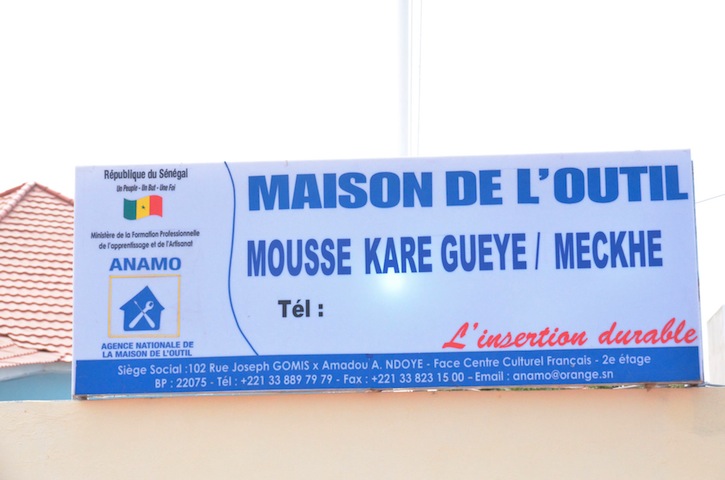 République du Sénégal
Un Peuple - Un But - Une Foi
Ministère de la Formation Professionnelle
de l'apprentissage et de l'Artisanat
ANAMO
AGENCE NATIONALE DE
LA MAISON DE L'OUTIL
MAISON DE L'OUTIL
MOUSSE KARE GUEYE / MECKHE
Tél :
L'insertion durable
Siège Social :102 Rue Joseph GOMIS x Amadou A. NDOYE - Face Centre Culturel Français - 2e étage
BP : 22075 - Tél : +221 33 889 79 79 - Fax : +221 33 823 15 00 - Email : anamo@orange.sn